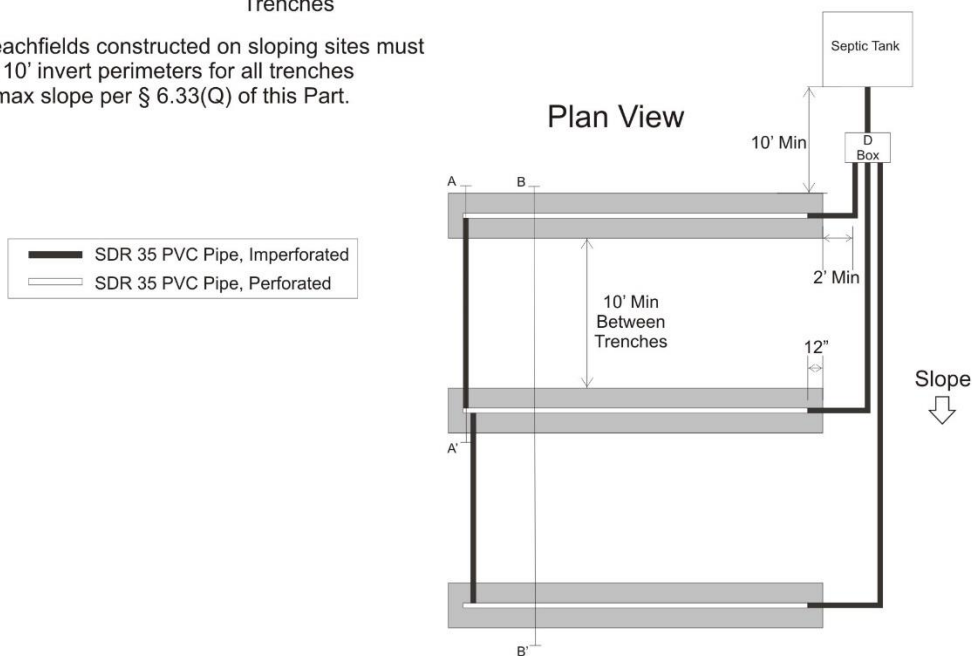 Trenches
eachfields constructed on sloping sites must
10' invert perimeters for all trenches
max slope per § 6.33(Q) of this Part.
Septic Tank
Plan View
10' Min
D
Box
A
B
SDR 35 PVC Pipe, Imperforated
SDR 35 PVC Pipe, Perforated
2' Min
10' Min
Between
Trenches
12"
Slope
A'
B'